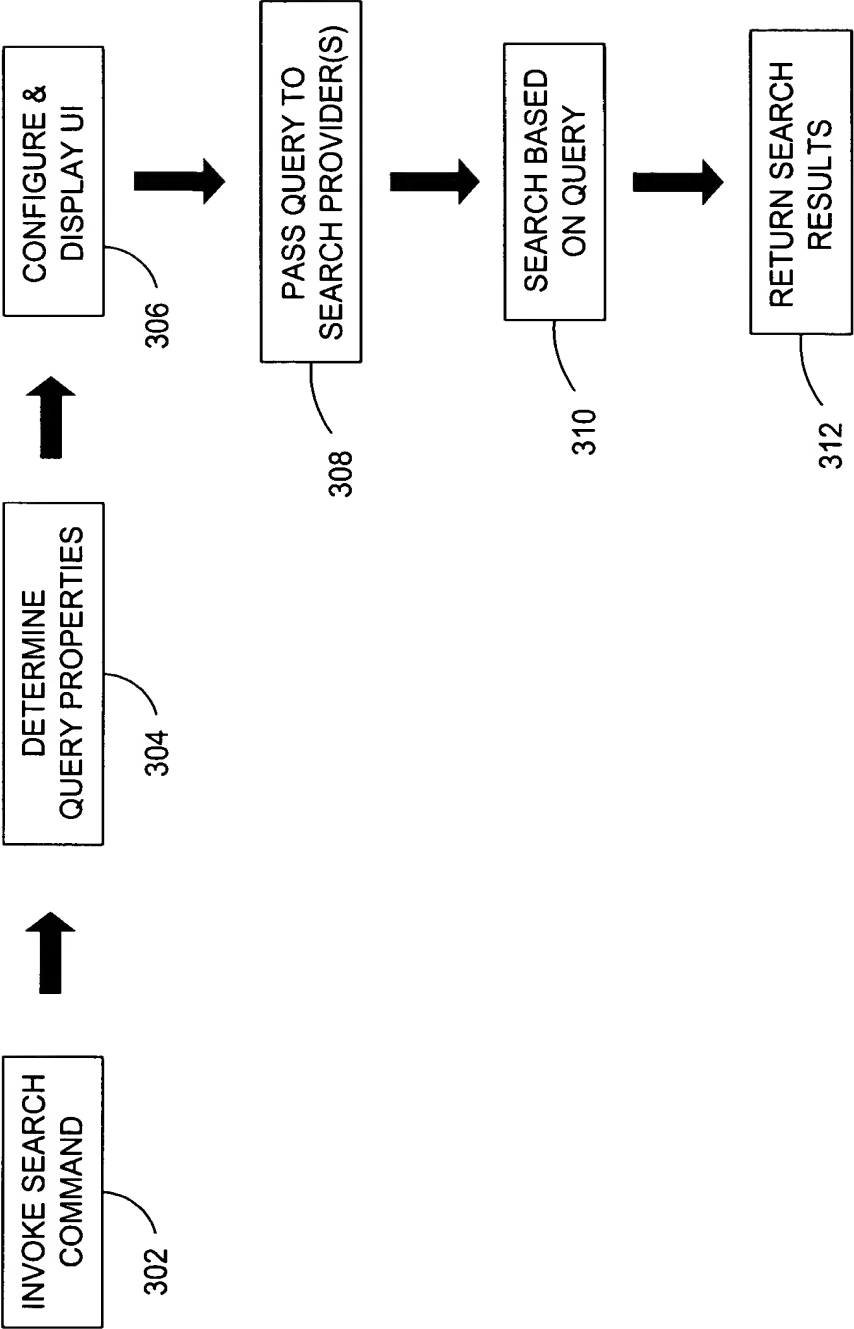 INVOKE SEARCH
COMMAND
302
DETERMINE
QUERY PROPERTIES
304
CONFIGURE &
DISPLAY UI
306
PASS QUERY TO
SEARCH PROVIDER(S)
308
SEARCH BASED
ON QUERY
310
RETURN SEARCH
RESULTS
312